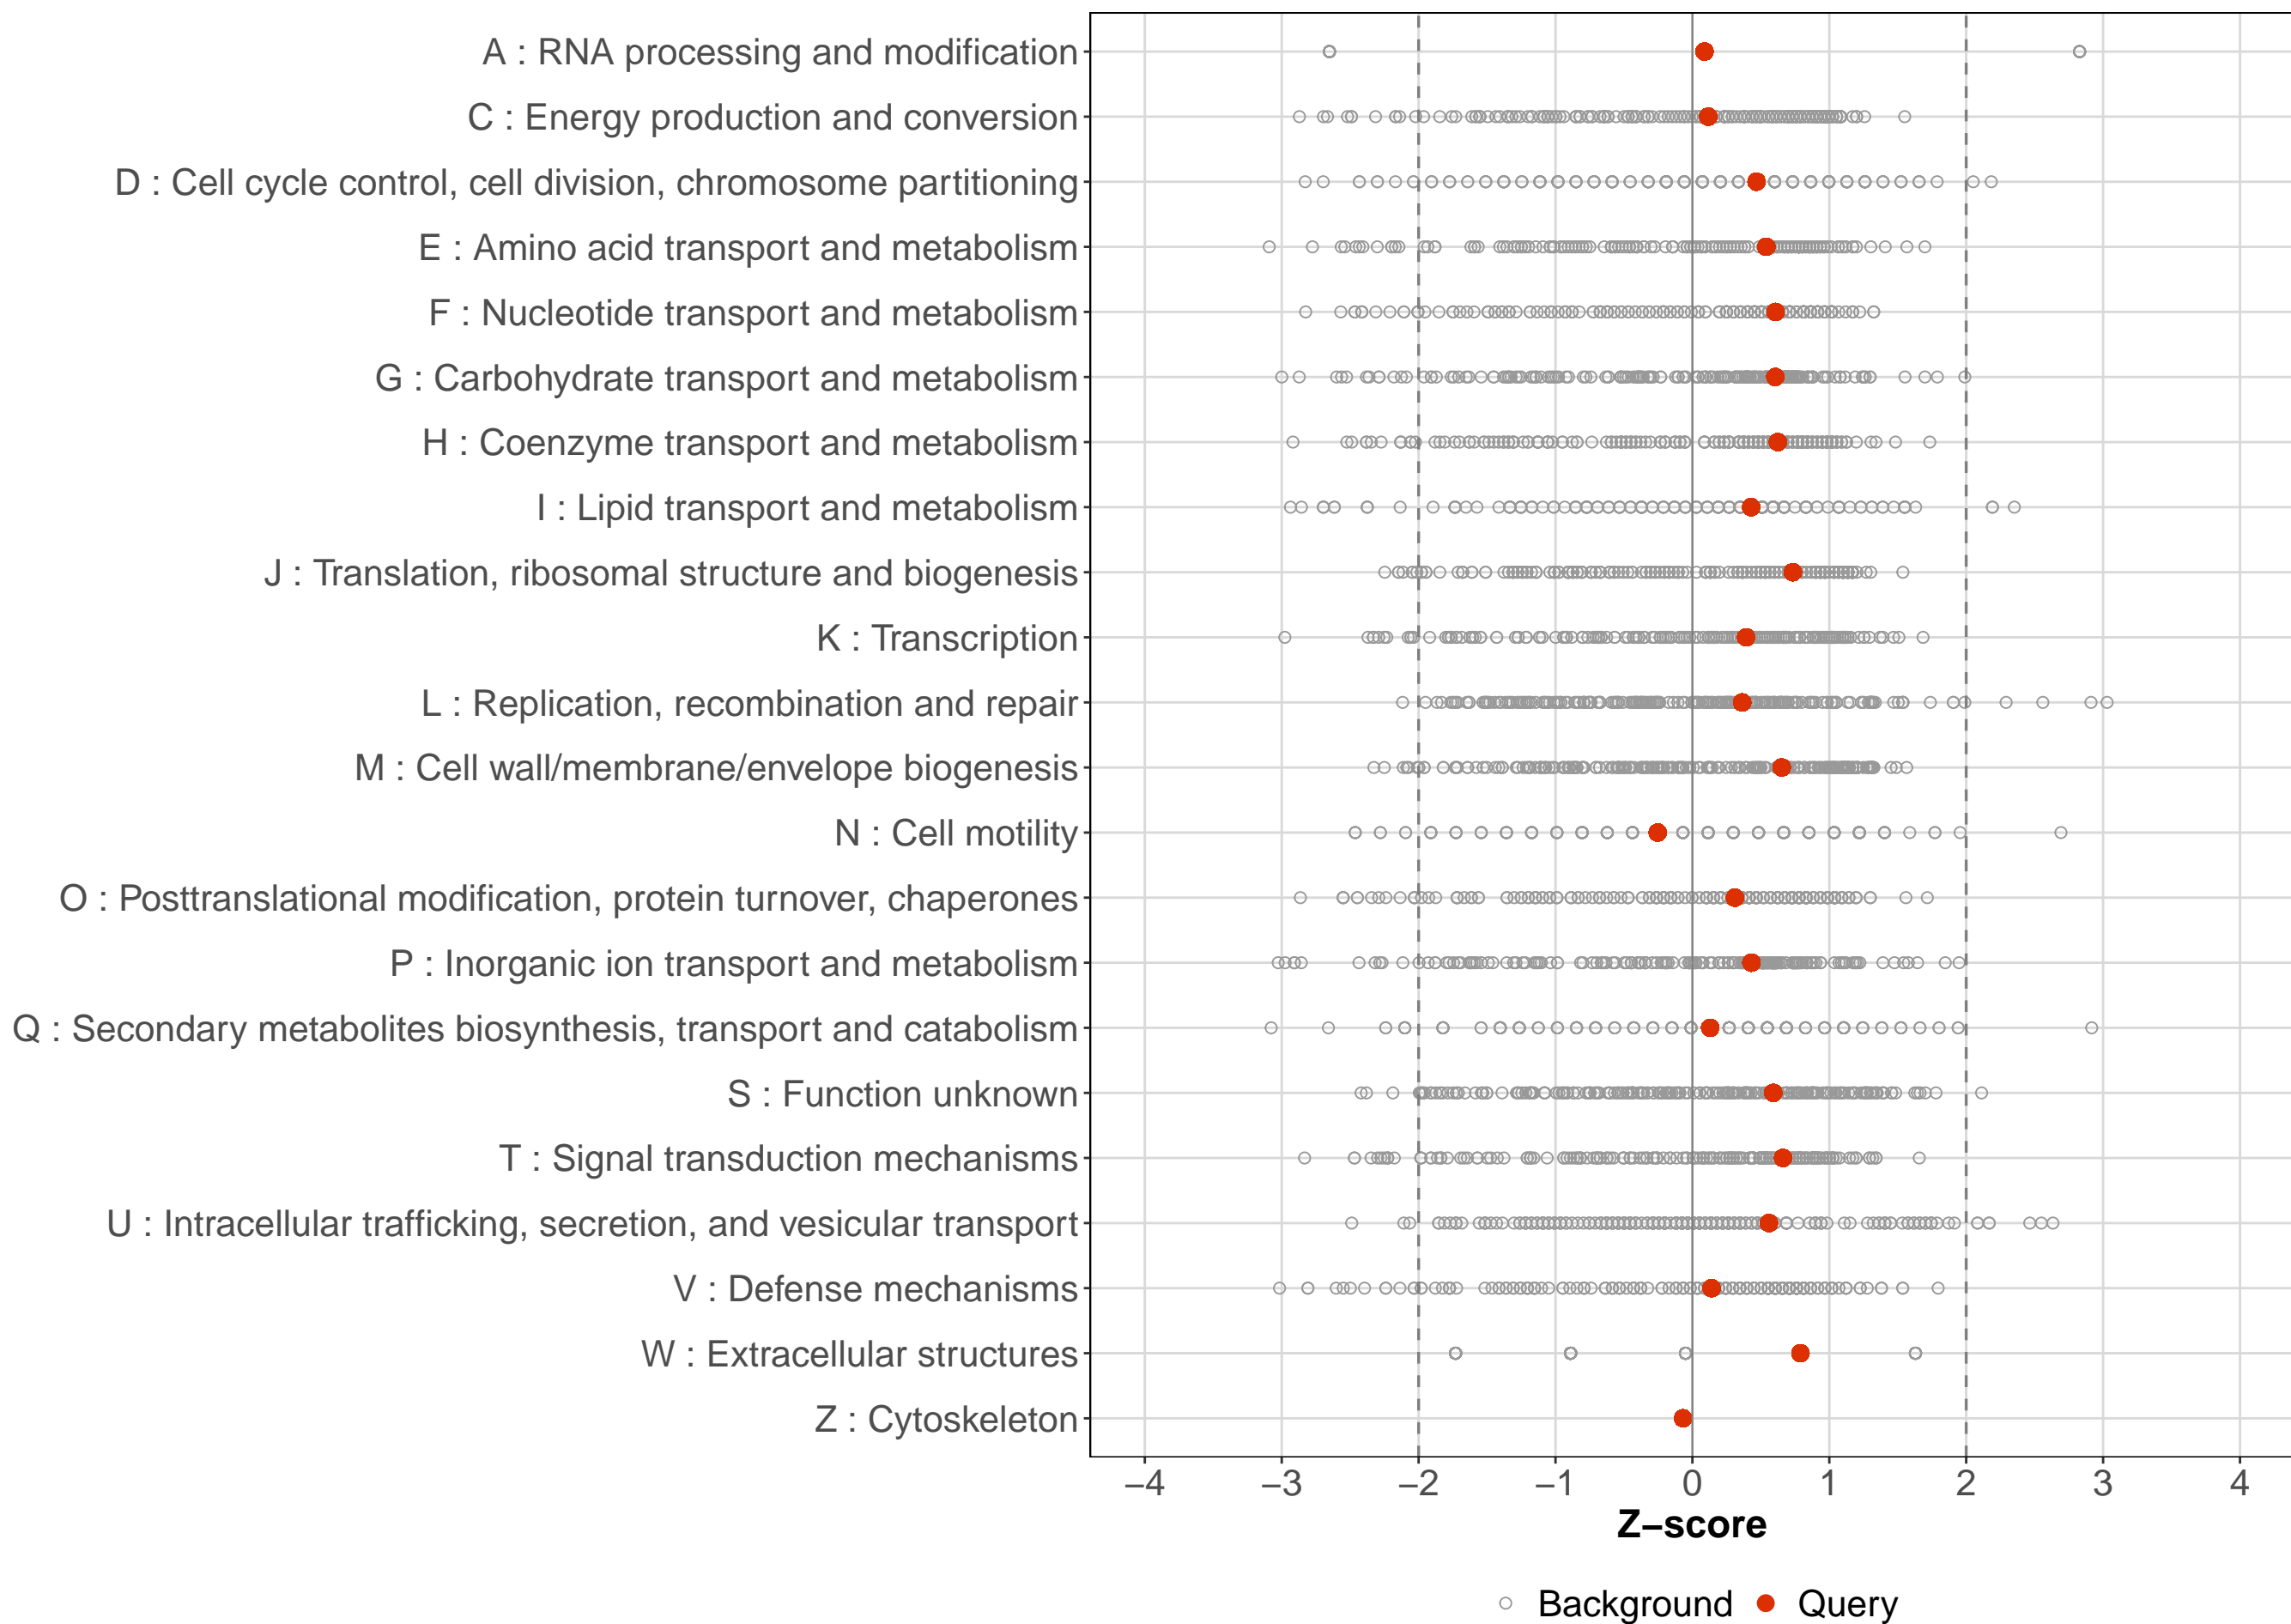 A : RNA processing and modification
C : Energy production and conversion
D : Cell cycle control, cell division, chromosome partitioning
E : Amino acid transport and metabolism
F : Nucleotide transport and metabolism
G : Carbohydrate transport and metabolism
H : Coenzyme transport and metabolism
I : Lipid transport and metabolism
J : Translation, ribosomal structure and biogenesis
K : Transcription
L : Replication, recombination and repair
M : Cell wall/membrane/envelope biogenesis
N : Cell motility
O : Posttranslational modification, protein turnover, chaperones
P : Inorganic ion transport and metabolism
Q : Secondary metabolites biosynthesis, transport and catabolism
S : Function unknown
T : Signal transduction mechanisms
U : Intracellular trafficking, secretion, and vesicular transport
V : Defense mechanisms
W : Extracellular structures
Z : Cytoskeleton
−4 −3 −2 −1 0 1 2 3 4
Z−score
Background Query